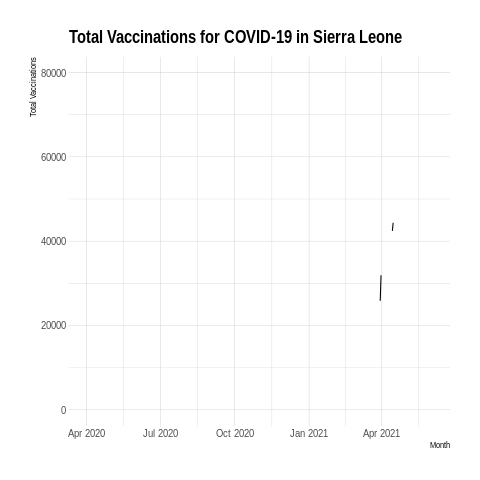 Total Vaccinations for COVID-19 in Sierra Leone
Total Vaccinations
80000
60000
40000
20000
0
Apr 2020 Jul 2020 Oct 2020 Jan 2021 Apr 2021
Month